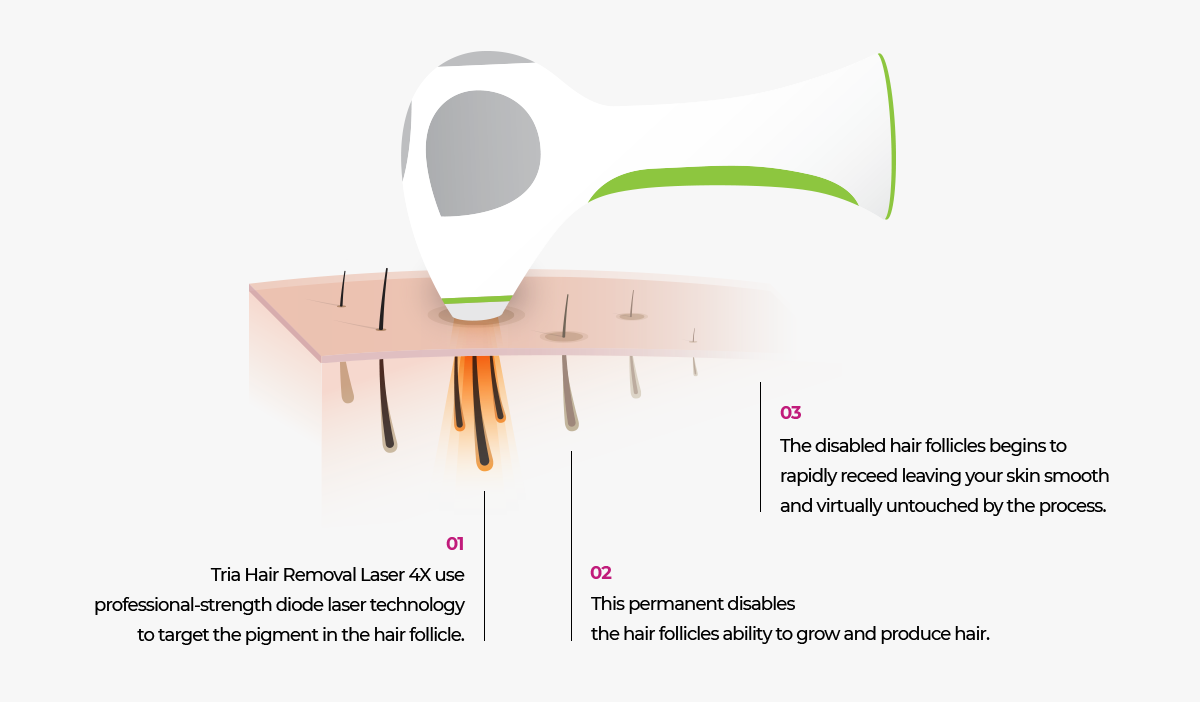 01
Tria Hair Removal Laser 4X use
professional-strength diode laser technology
to target the pigment in the hair follicle.
02
This permanent disables
the hair follicles ability to grow and produce hair.
03
The disabled hair follicles begins to
rapidly receed leaving your skin smooth
and virtually untouched by the process.